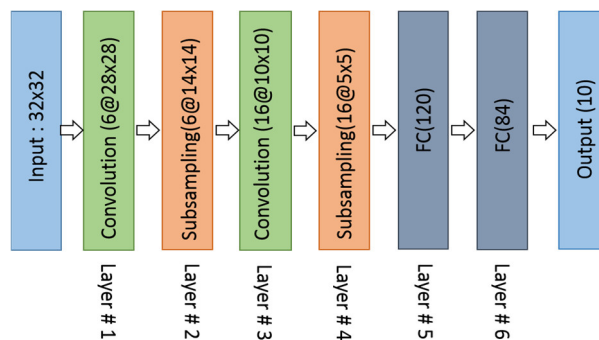 Input : 32x32
Convolution (6@28x28)
Subsampling(6@14x14)
Convolution (16@10x10)
Subsampling(16@5x5)
FC(120)
FC(84)
Output (10)
Layer # 1
Layer # 2
Layer # 3
Layer # 4
Layer # 5
Layer # 6